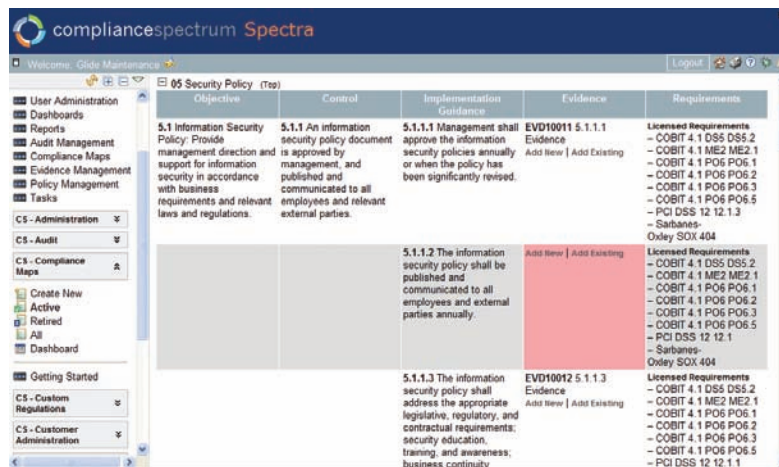 compliancespectrum Spectra
Welcome: Glide Maintenance
Logout
05 Security Policy (Top)
Objective
Control
Implementation
Guidance
Evidence
Requirements
User Administration
Dashboards
Reports
Audit Management
Compliance Maps
Evidence Management
Policy Management
Tasks
CS - Administration
CS - Audit
CS - Compliance
Maps
Create New
Active
Retired
All
Dashboard
Getting Started
CS - Custom
Regulations
CS - Customer
Administration
5.1 Information Security
Policy: Provide
management direction and
support for information
security in accordance
with business
requirements and relevant
laws and regulations.
5.1.1 An information
security policy document
is approved by
management, and
published and
communicated to all
employees and relevant
external parties.
5.1.1.1 Management shall
approve the information
security policies annually
or when the policy has
been significantly revised.
EVD10011 5.1.1.1
Evidence
Add New | Add Existing
Licensed Requirements
– COBIT 4.1 DS5 DS5.2
– COBIT 4.1 ME2 ME2.1
– COBIT 4.1 PO6 PO6.1
– COBIT 4.1 PO6 PO6.2
– COBIT 4.1 PO6 PO6.3
– COBIT 4.1 PO6 PO6.5
– PCI DSS 12 12.1.3
– Sarbanes-
Oxley SOX 404
5.1.1.2 The information
security policy shall be
published and
communicated to all
employees and external
parties annually.
Add New | Add Existing
Licensed Requirements
– COBIT 4.1 DS5 DS5.2
– COBIT 4.1 ME2 ME2.1
– COBIT 4.1 PO6 PO6.1
– COBIT 4.1 PO6 PO6.2
– COBIT 4.1 PO6 PO6.3
– COBIT 4.1 PO6 PO6.5
– PCI DSS 12 12.1
– Sarbanes-
Oxley SOX 404
5.1.1.3 The information
security policy shall
address the appropriate
legislative, regulatory, and
contractual requirements;
security education,
training, and awareness;
business continuity
EVD10012 5.1.1.3
Evidence
Add New | Add Existing
Licensed Requirements
– COBIT 4.1 DS5 DS5.2
– COBIT 4.1 ME2 ME2.1
– COBIT 4.1 PO6 PO6.1
– COBIT 4.1 PO6 PO6.2
– COBIT 4.1 PO6 PO6.3
– COBIT 4.1 PO6 PO6.5
– PCI DSS 12 12.1.1